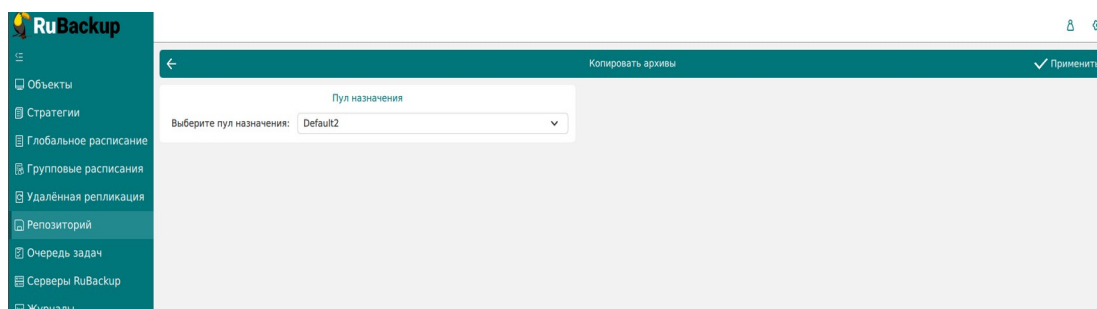 RuBackup
Объекты
Стратегии
Глобальное расписание
Групповые расписания
Удалённая репликация
Репозиторий
Очередь задач
Серверы RuBackup
Журналы
Копировать архивы
Применить
Пул назначения
Выберите пул назначения: Default2